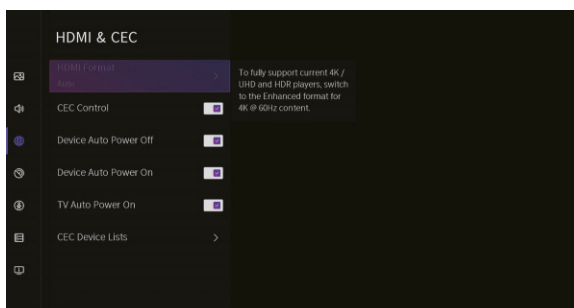 HDMI & CEC
HDMI Format
Auto
To fully support current 4K /
UHD and HDR players, switch
to the Enhanced format for
4K @ 60Hz content.
CEC Control
Device Auto Power Off
Device Auto Power On
TV Auto Power On
CEC Device Lists